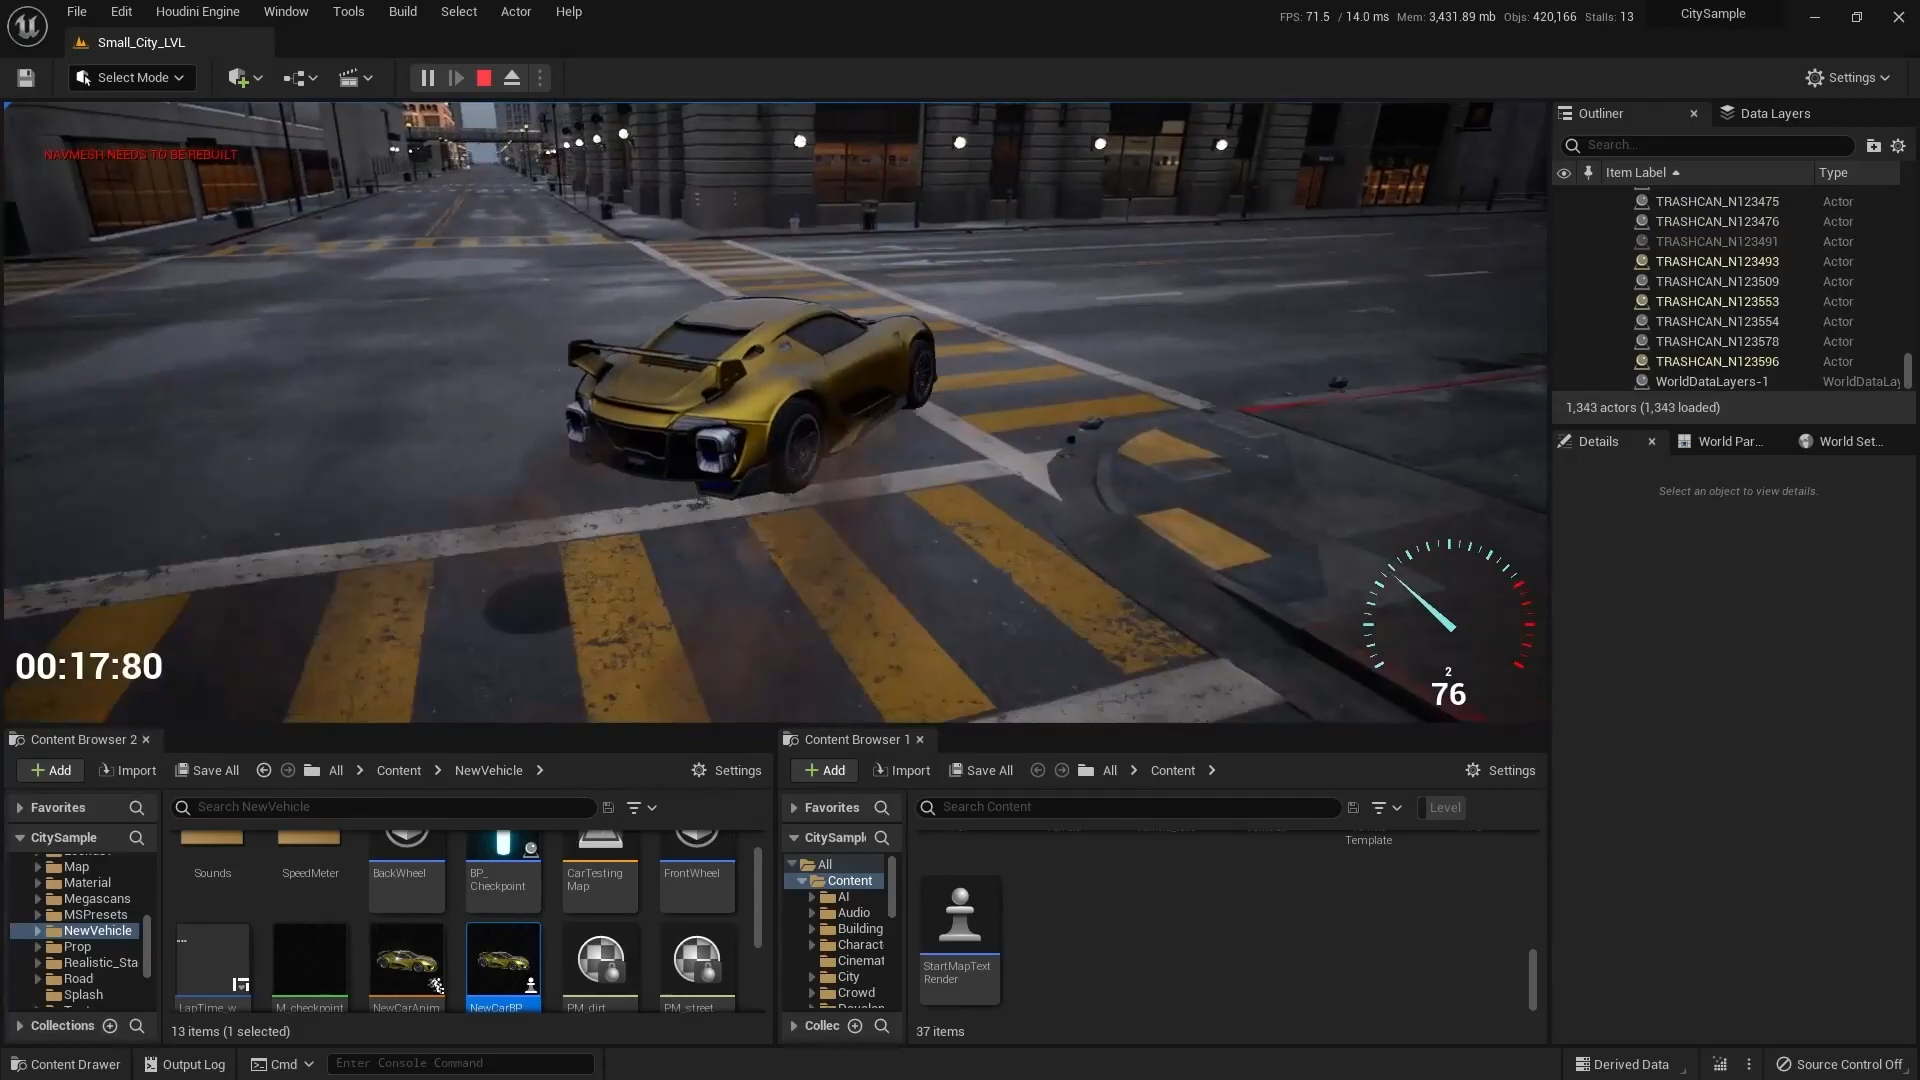 File Edit Houdini Engine Window Tools Build Select Actor Help
FPS: 71.5 / 14.0 ms Mem: 3,431.89 mb Objs: 420,166 Stalls: 13
CitySample
Small_City_LVL
Select Mode
Settings
NAVMESH NEEDS TO BE REBUILT
00:17:80
2
76
Outliner
Data Layers
Search...
Item Label
Type
TRASHCAN_N123475 Actor
TRASHCAN_N123476 Actor
TRASHCAN_N123491 Actor
TRASHCAN_N123493 Actor
TRASHCAN_N123509 Actor
TRASHCAN_N123553 Actor
TRASHCAN_N123554 Actor
TRASHCAN_N123578 Actor
TRASHCAN_N123596 Actor
WorldDataLayers-1 WorldDataLay
1,343 actors (1,343 loaded)
Details
World Par...
World Set...
Select an object to view details.
Content Browser 2
Add Import Save All All Content NewVehicle Settings
Favorites
Search NewVehicle
CitySample
Map
Material
Megascans
MSPresets
NewVehicle
Prop
Realistic_Sta
Road
Splash
Collections
Sounds
SpeedMeter
BackWheel
BP_
Checkpoint
CarTesting
Map
FrontWheel
LapTime_w
M_checkpoint
NewCarAnim
NewCarBP
PM_dirt
PM_street
13 items (1 selected)
Content Browser 1
Add Import Save All All Content Settings
Favorites
Search Content
Level
CitySampl
All
Content
AI
Audio
Building
Charact
Cinemat
City
Crowd
Collec
Template
StartMapText
Render
37 items
Content Drawer
Output Log
Cmd
Enter Console Command
Derived Data
Source Control Off